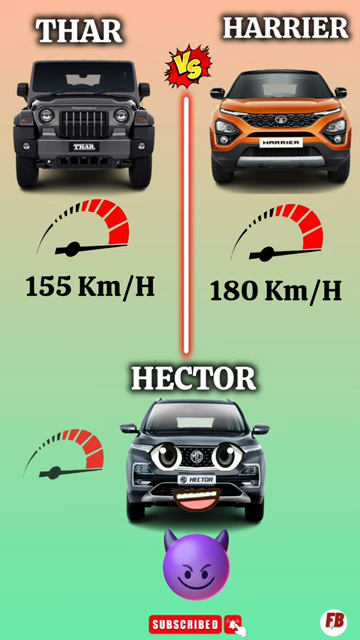 THAR
HARRIER
VS
THAR
HARRIER
155 Km/H
180 Km/H
HECTOR
HECTOR
SUBSCRIBED
FB